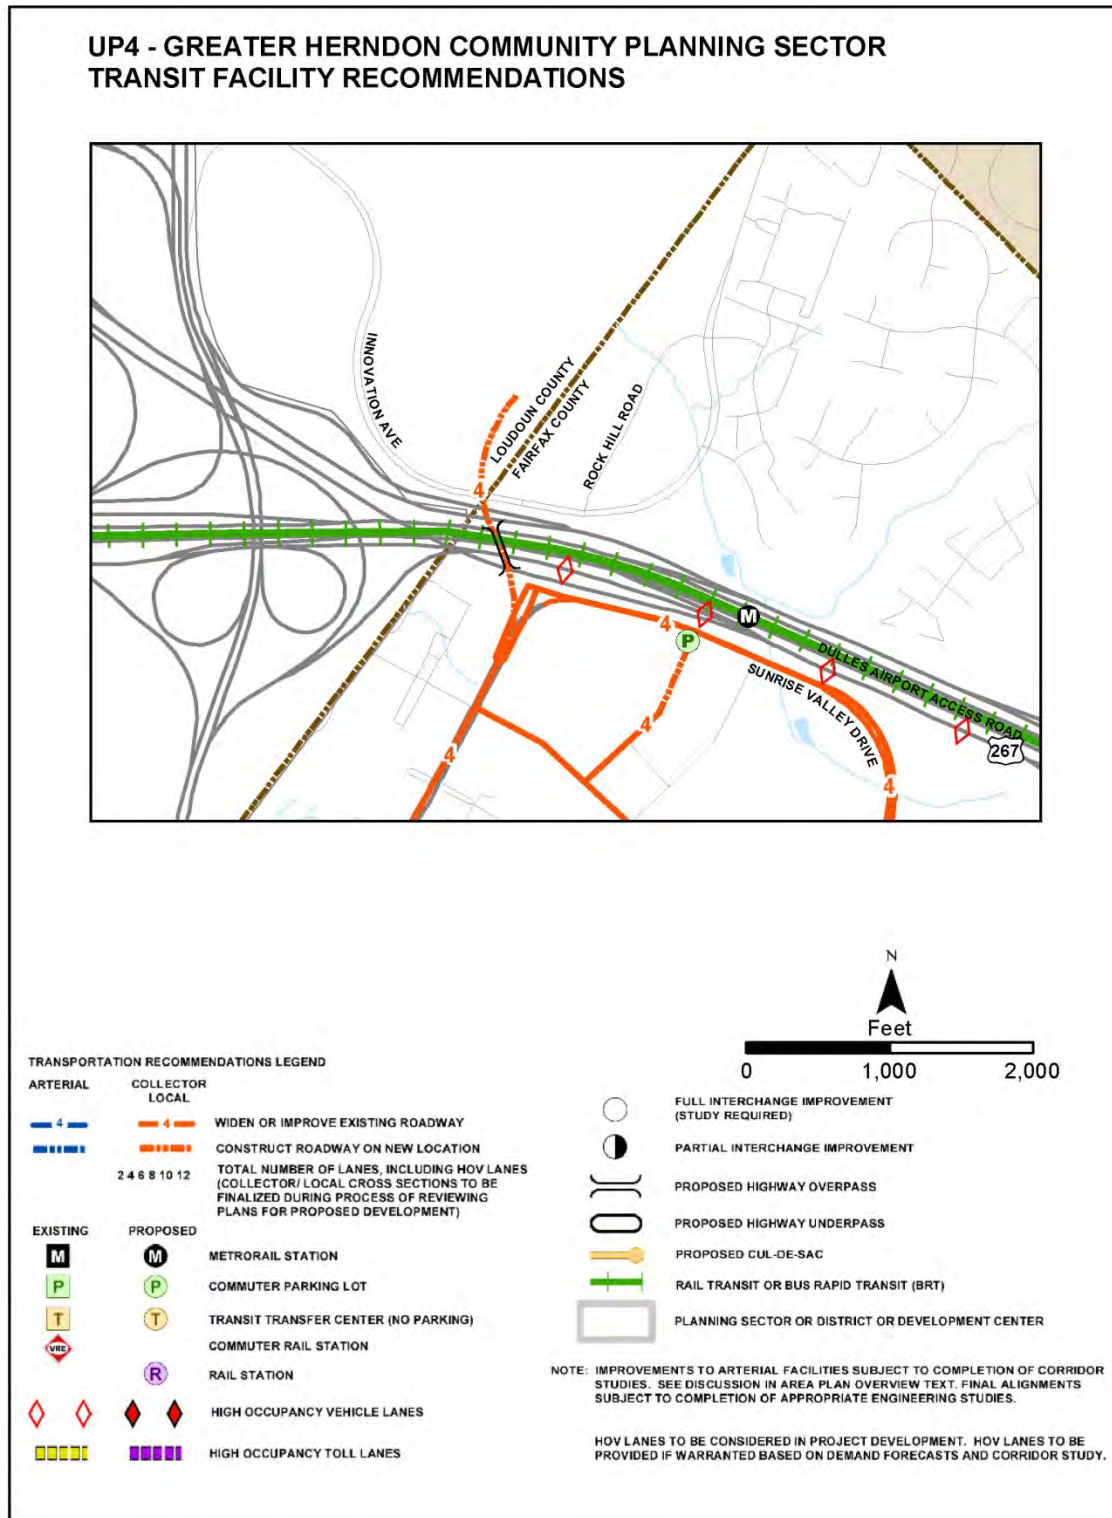 UP4 - GREATER HERNDON COMMUNITY PLANNING SECTOR
TRANSIT FACILITY RECOMMENDATIONS
INNOVATION AVE
LOUDOUN COUNTY
FAIRFAX COUNTY
ROCK HILL ROAD
4
M
4
P
DULLES AIRPORT ACCESS ROAD
SUNRISE VALLEY DRIVE
4
4
267
4
N
Feet
0 1,000 2,000
TRANSPORTATION RECOMMENDATIONS LEGEND
ARTERIAL
COLLECTOR
LOCAL
4 4 WIDEN OR IMPROVE EXISTING ROADWAY
CONSTRUCT ROADWAY ON NEW LOCATION
2 4 6 8 10 12 TOTAL NUMBER OF LANES, INCLUDING HOV LANES
(COLLECTOR/ LOCAL CROSS SECTIONS TO BE
FINALIZED DURING PROCESS OF REVIEWING
PLANS FOR PROPOSED DEVELOPMENT)
EXISTING PROPOSED
M M METRORAIL STATION
P P COMMUTER PARKING LOT
T T TRANSIT TRANSFER CENTER (NO PARKING)
VRE COMMUTER RAIL STATION
R RAIL STATION
HIGH OCCUPANCY VEHICLE LANES
HIGH OCCUPANCY TOLL LANES
FULL INTERCHANGE IMPROVEMENT
(STUDY REQUIRED)
PARTIAL INTERCHANGE IMPROVEMENT
PROPOSED HIGHWAY OVERPASS
PROPOSED HIGHWAY UNDERPASS
PROPOSED CUL-DE-SAC
RAIL TRANSIT OR BUS RAPID TRANSIT (BRT)
PLANNING SECTOR OR DISTRICT OR DEVELOPMENT CENTER
NOTE: IMPROVEMENTS TO ARTERIAL FACILITIES SUBJECT TO COMPLETION OF CORRIDOR
STUDIES. SEE DISCUSSION IN AREA PLAN OVERVIEW TEXT. FINAL ALIGNMENTS
SUBJECT TO COMPLETION OF APPROPRIATE ENGINEERING STUDIES.
HOV LANES TO BE CONSIDERED IN PROJECT DEVELOPMENT. HOV LANES TO BE
PROVIDED IF WARRANTED BASED ON DEMAND FORECASTS AND CORRIDOR STUDY.